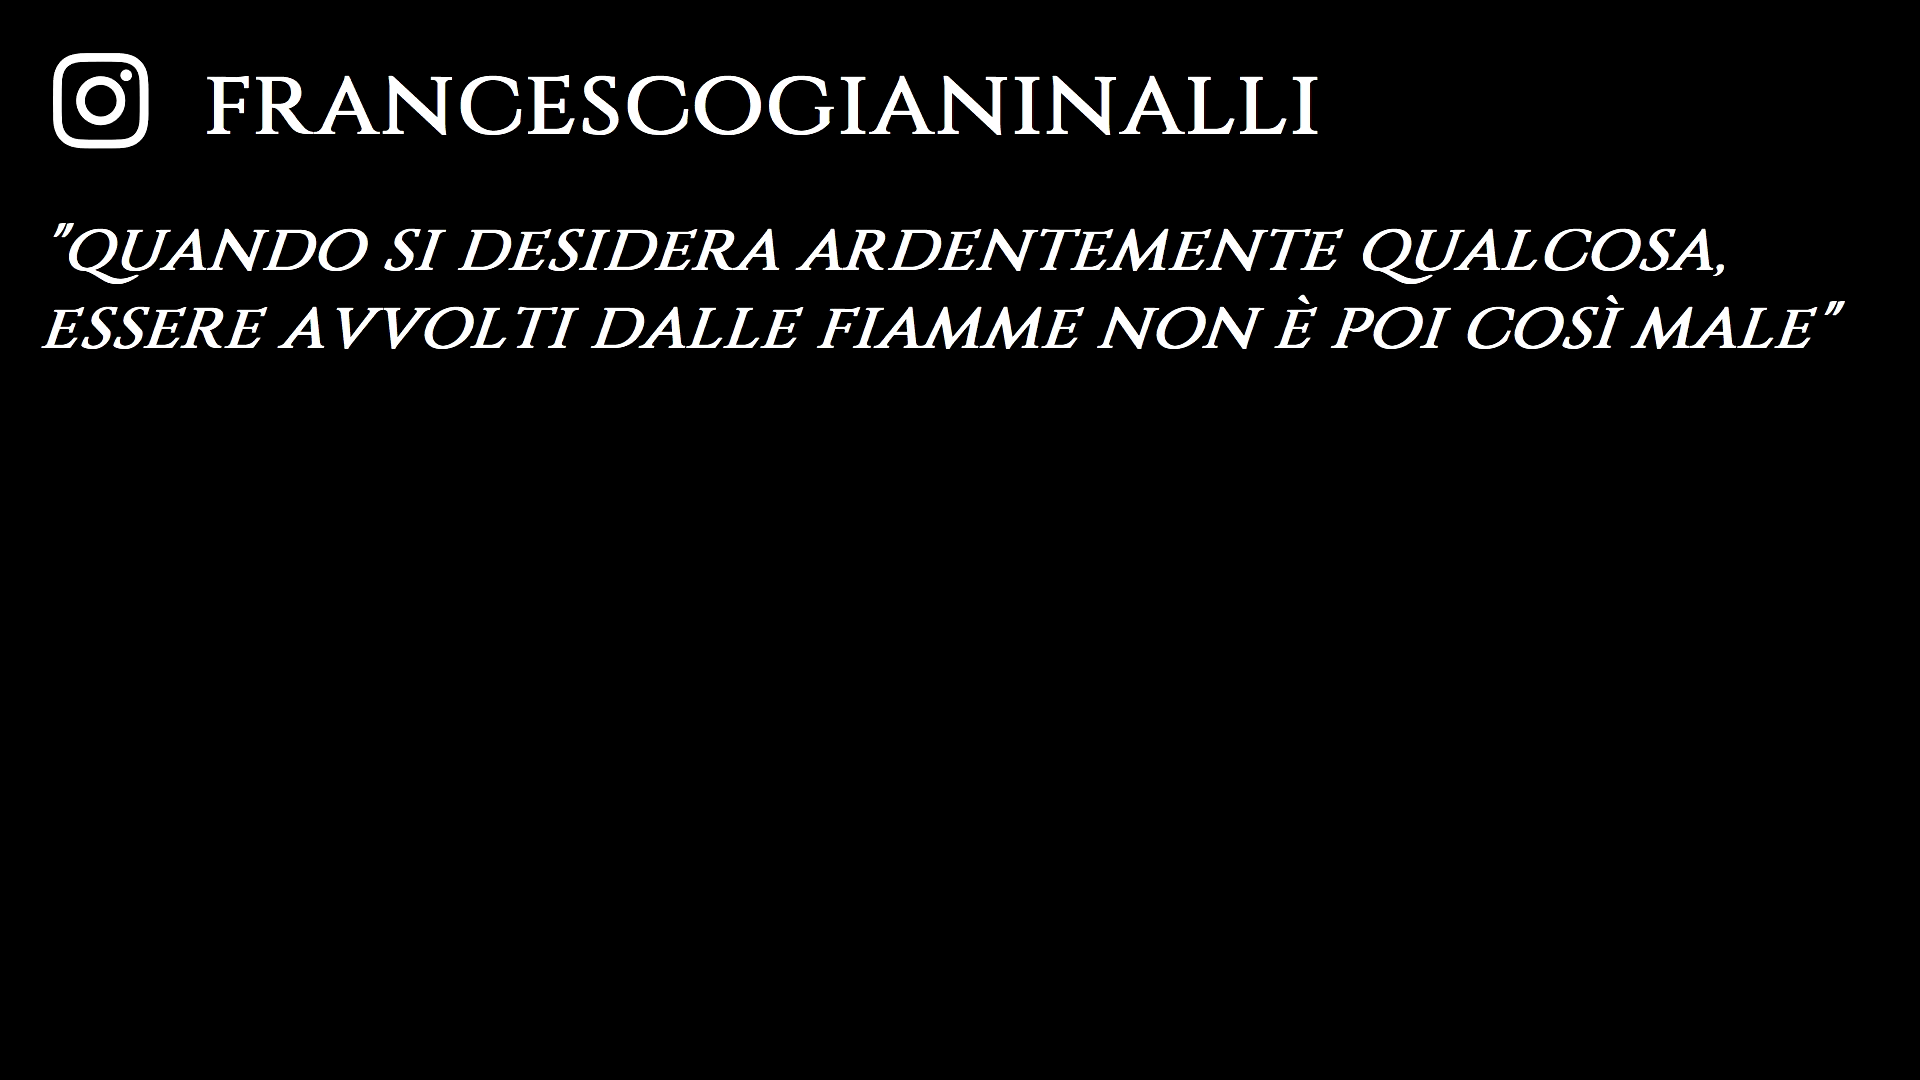 FRANCESCOGIANINALLI
"QUANDO SI DESIDERA ARDENTEMENTE QUALCOSA,
ESSERE AVVOLTI DALLE FIAMME NON È POI COSÌ MALE"